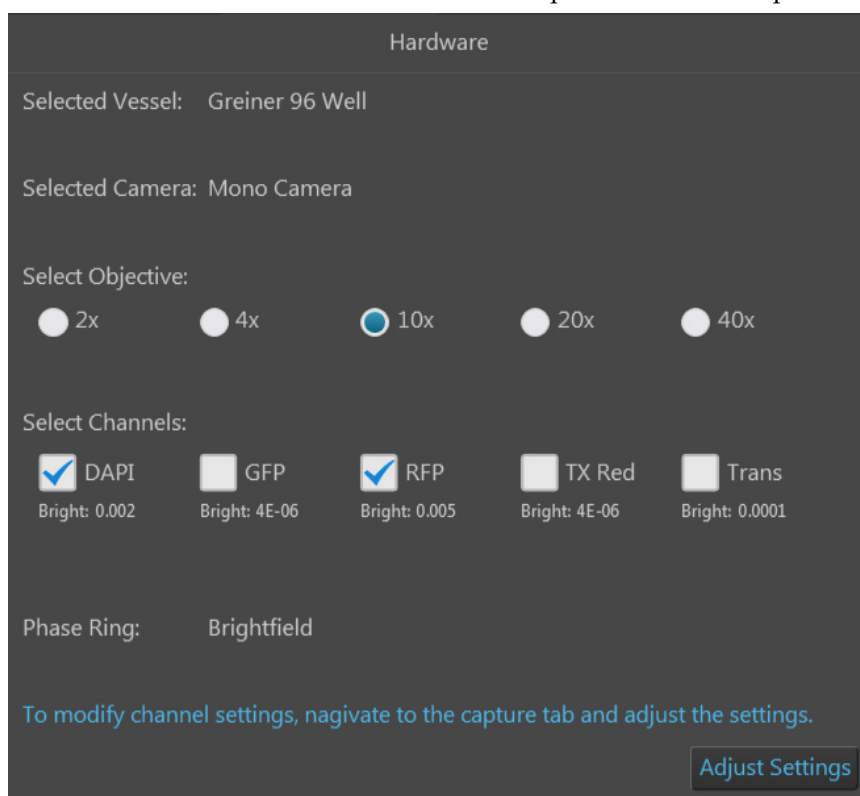 Hardware
Selected Vessel: Greiner 96 Well
Selected Camera: Mono Camera
Select Objective:
2x 4x 10x 20x 40x
Select Channels:
DAPI GFP RFP TX Red Trans
Bright: 0.002 Bright: 4E-06 Bright: 0.005 Bright: 4E-06 Bright: 0.0001
Phase Ring: Brightfield
To modify channel settings, nagivate to the capture tab and adjust the settings.
Adjust Settings